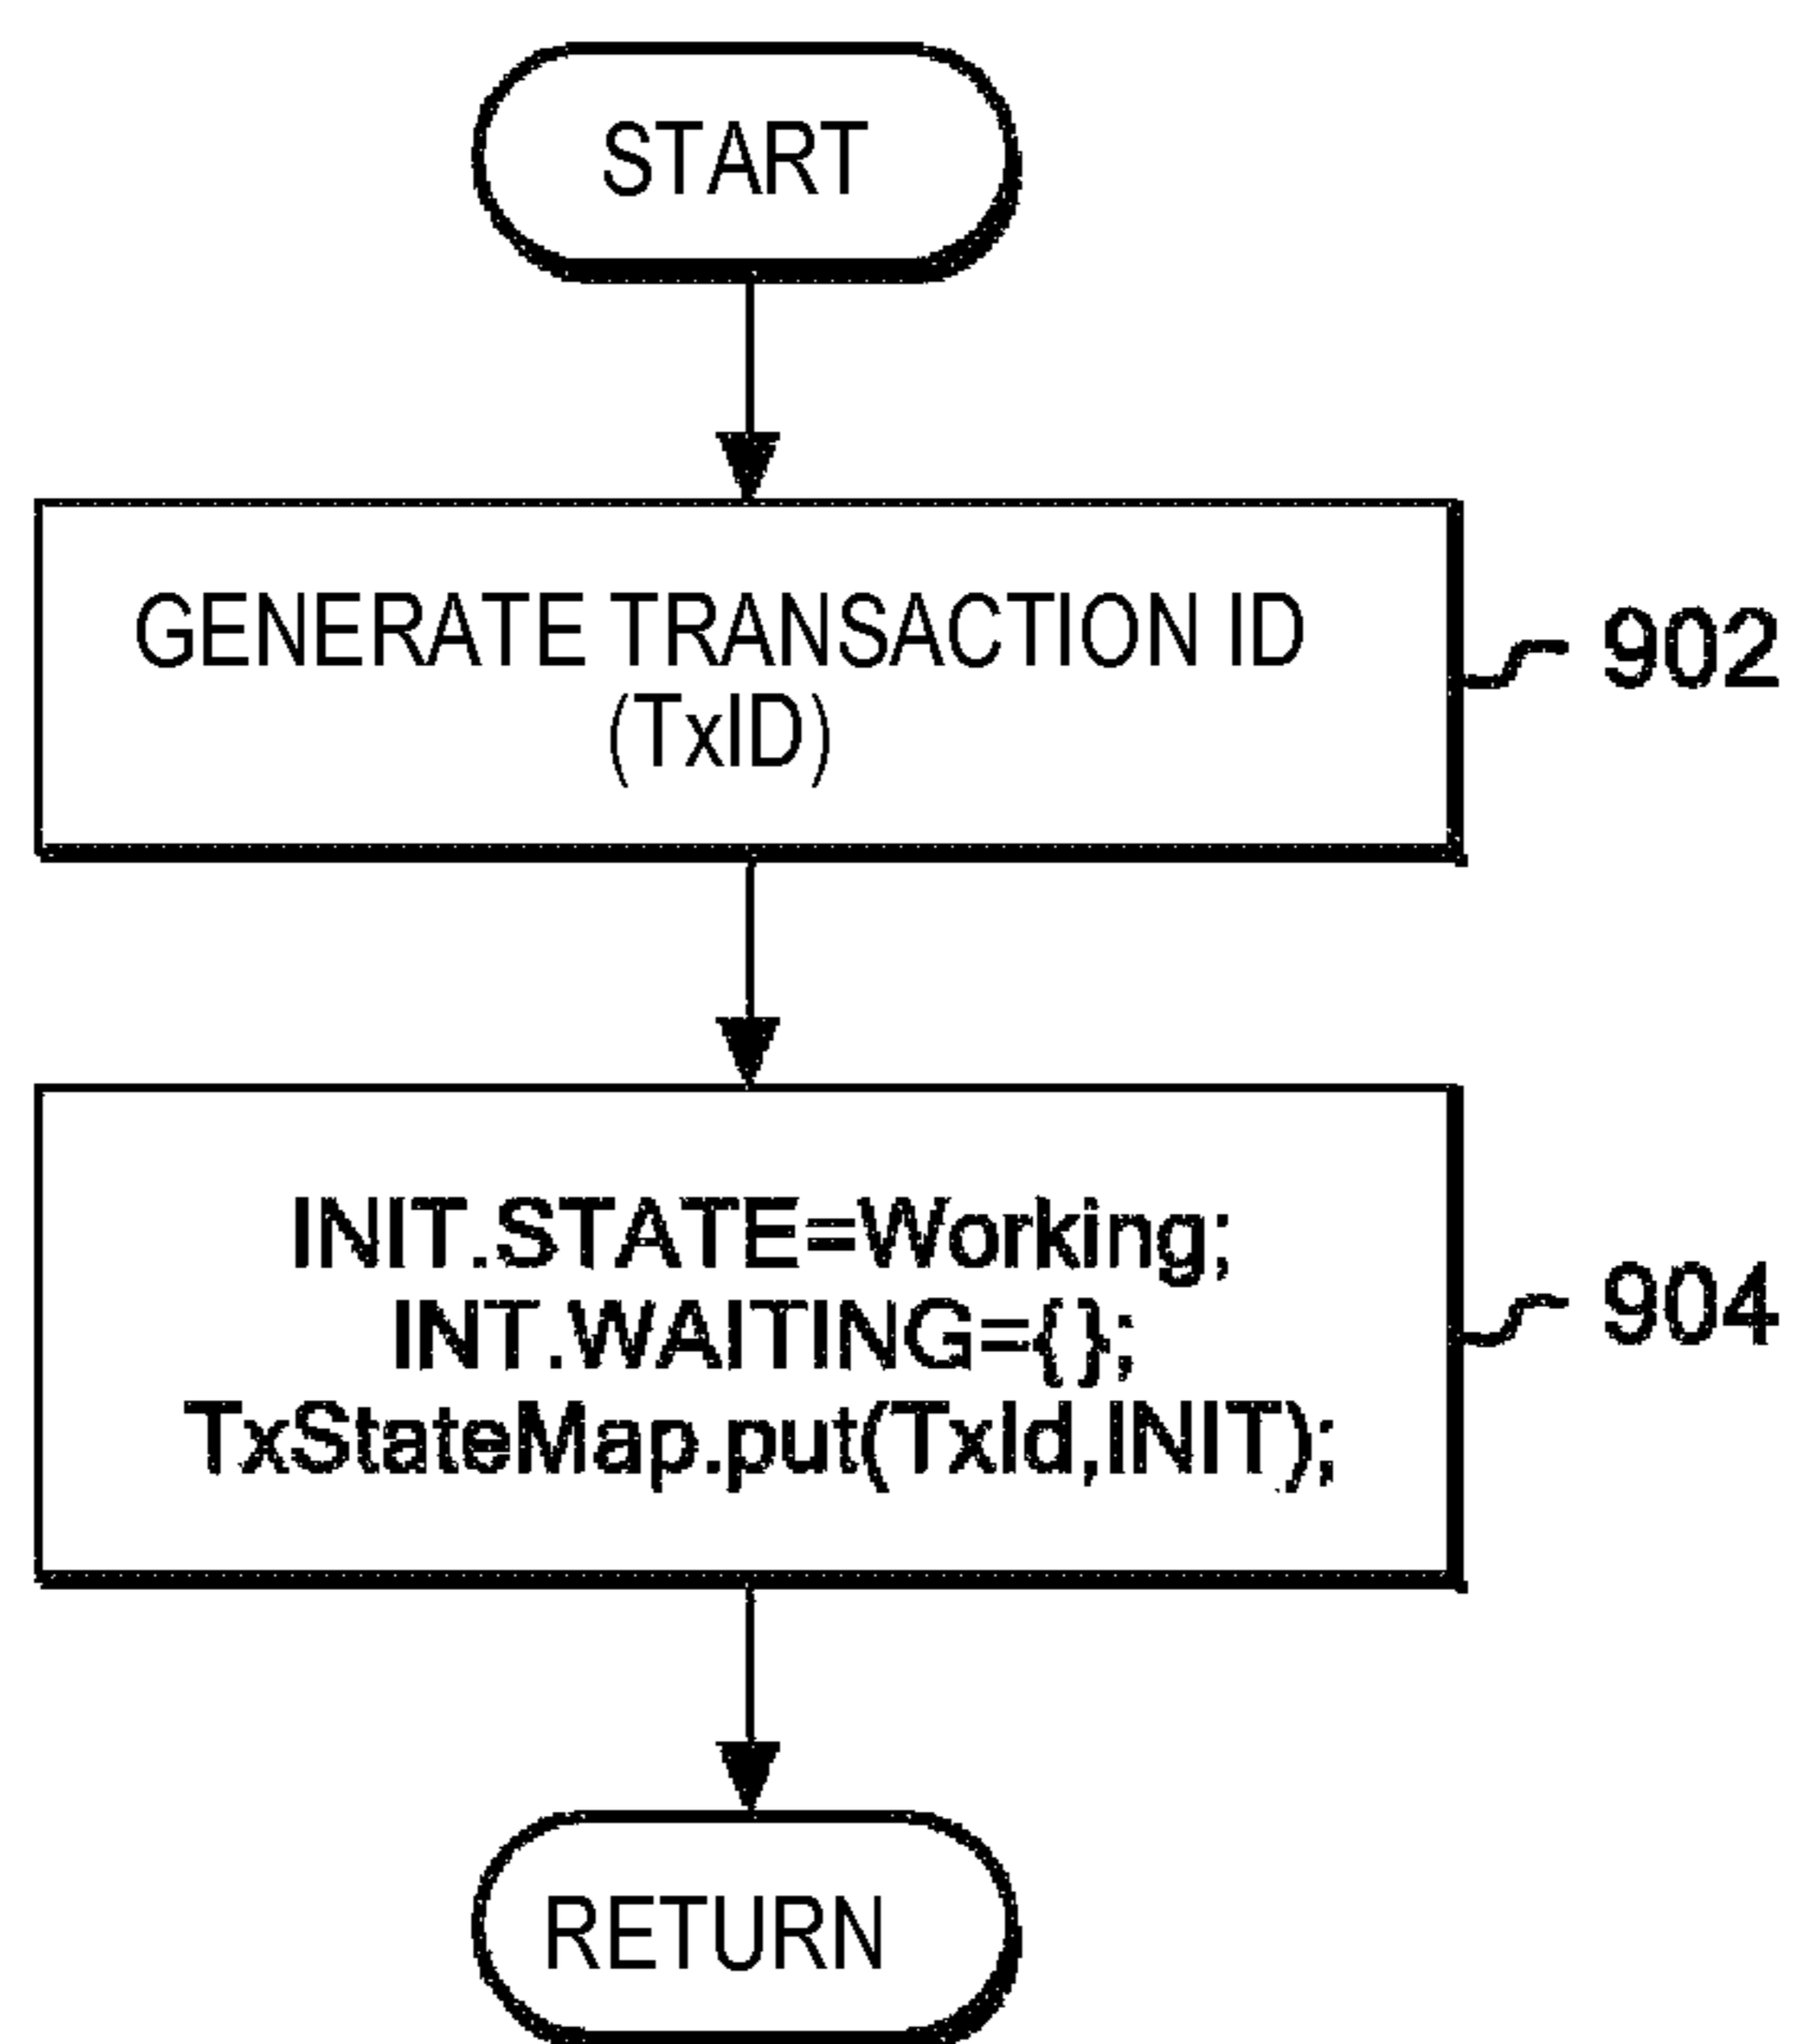 START
GENERATE TRANSACTION ID
(TxID)
902
INIT.STATE=Working;
INT.WAITING={};
TxStateMap.put(TxId,INIT);
904
RETURN